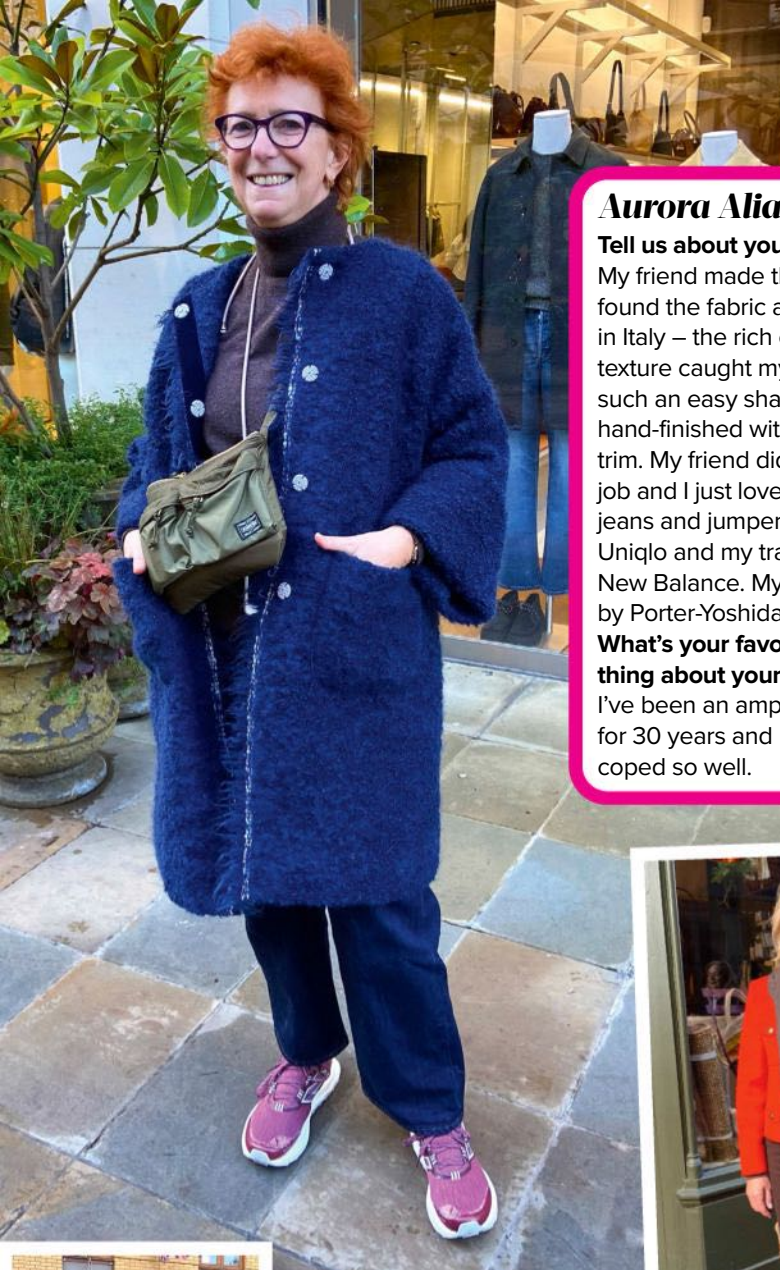 Aurora Alia
Tell us about you
My friend made t
found the fabric a
in Italy – the rich
texture caught my
such an easy sha
hand-finished wit
trim. My friend did
job and I just love
jeans and jumper
Uniqlo and my tra
New Balance. My
by Porter-Yoshida
What's your favo
thing about your
I've been an amp
for 30 years and
coped so well.